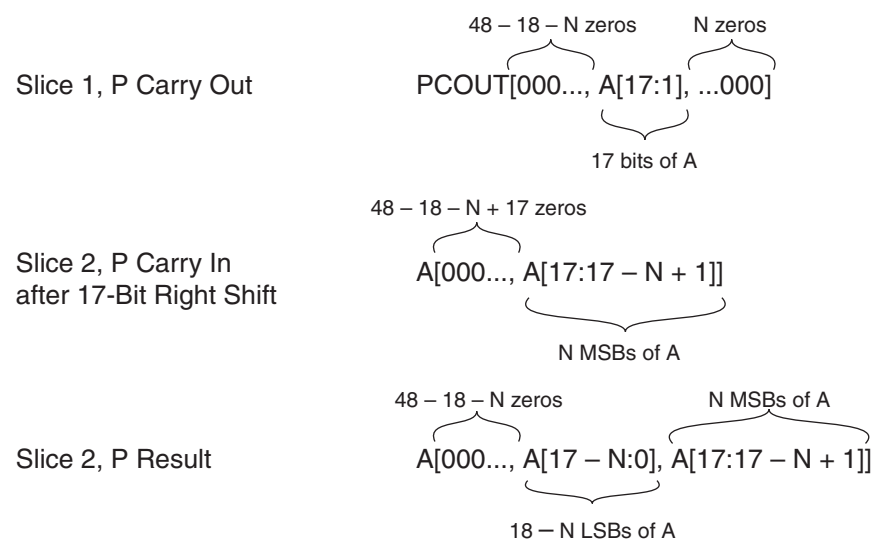 48 – 18 – N zeros N zeros
Slice 1, P Carry Out PCOUT[000..., A[17:1], ...000]
17 bits of A
48 – 18 – N + 17 zeros
Slice 2, P Carry In
after 17-Bit Right Shift
A[000..., A[17:17 – N + 1]]
N MSBs of A
48 – 18 – N zeros N MSBs of A
Slice 2, P Result A[000..., A[17 – N:0], A[17:17 – N + 1]]
18 – N LSBs of A